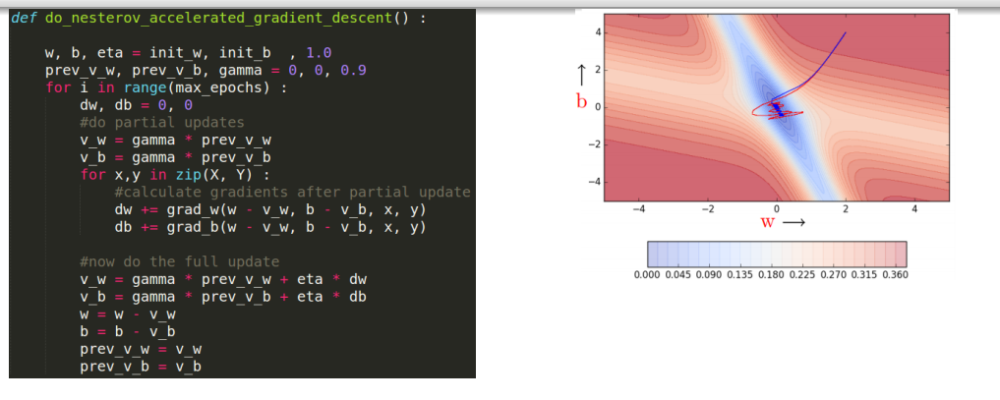 def do_nesterov_accelerated_gradient_descent() :
w, b, eta = init_w, init_b , 1.0
prev_v_w, prev_v_b, gamma = 0, 0, 0.9
for i in range(max_epochs) :
dw, db = 0, 0
#do partial updates
v_w = gamma * prev_v_w
v_b = gamma * prev_v_b
for x,y in zip(X, Y) :
#calculate gradients after partial update
dw += grad_w(w - v_w, b - v_b, x, y)
db += grad_b(w - v_w, b - v_b, x, y)
#now do the full update
v_w = gamma * prev_v_w + eta * dw
v_b = gamma * prev_v_b + eta * db
w = w - v_w
b = b - v_b
prev_v_w = v_w
prev_v_b = v_b
4
2
0
−2
−4
b →
−4 −2 0 2 4
w →
0.000 0.045 0.090 0.135 0.180 0.225 0.270 0.315 0.360